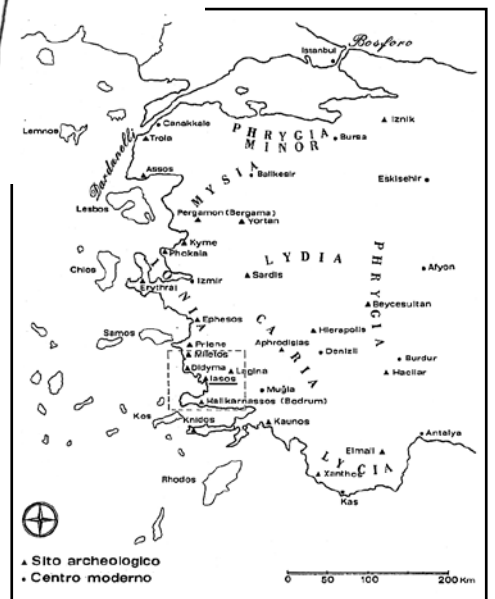 Bosforo
Istanbul
Canakkale
Troia
Lemnos
Dardanelli
PHRYGIA
MINOR
Bursa
Iznik
Assos
MYSIA
Balikesir
Eskisehir
Lesbos
Pergamon (Bergama)
Yortan
Kyme
Phokaia
LYDIA
PHRYGIA
Chios
Erythrai
Izmir
Sardis
Afyon
IONIA
Beycesultan
Ephesos
CARIA
Samos
Hierapolis
Priene
Aphrodisias
Denizli
Miletos
Burdur
Didyma
Lagina
Hacilar
Iasos
Muğla
Halikarnassos (Bodrum)
Kos
Knidos
Kaunos
Antalya
LYCIA
Elmali
Xanthos
Rhodos
Kas
▲ Sito archeologico
• Centro moderno
0 50 100 200 Km